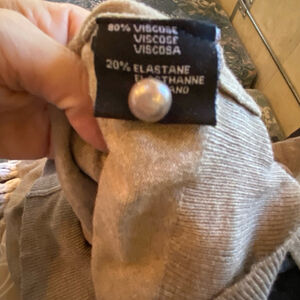 80% VISCOSE
VISCOSE
VISCOSA
20% ELASTANE
ELASTHANNE